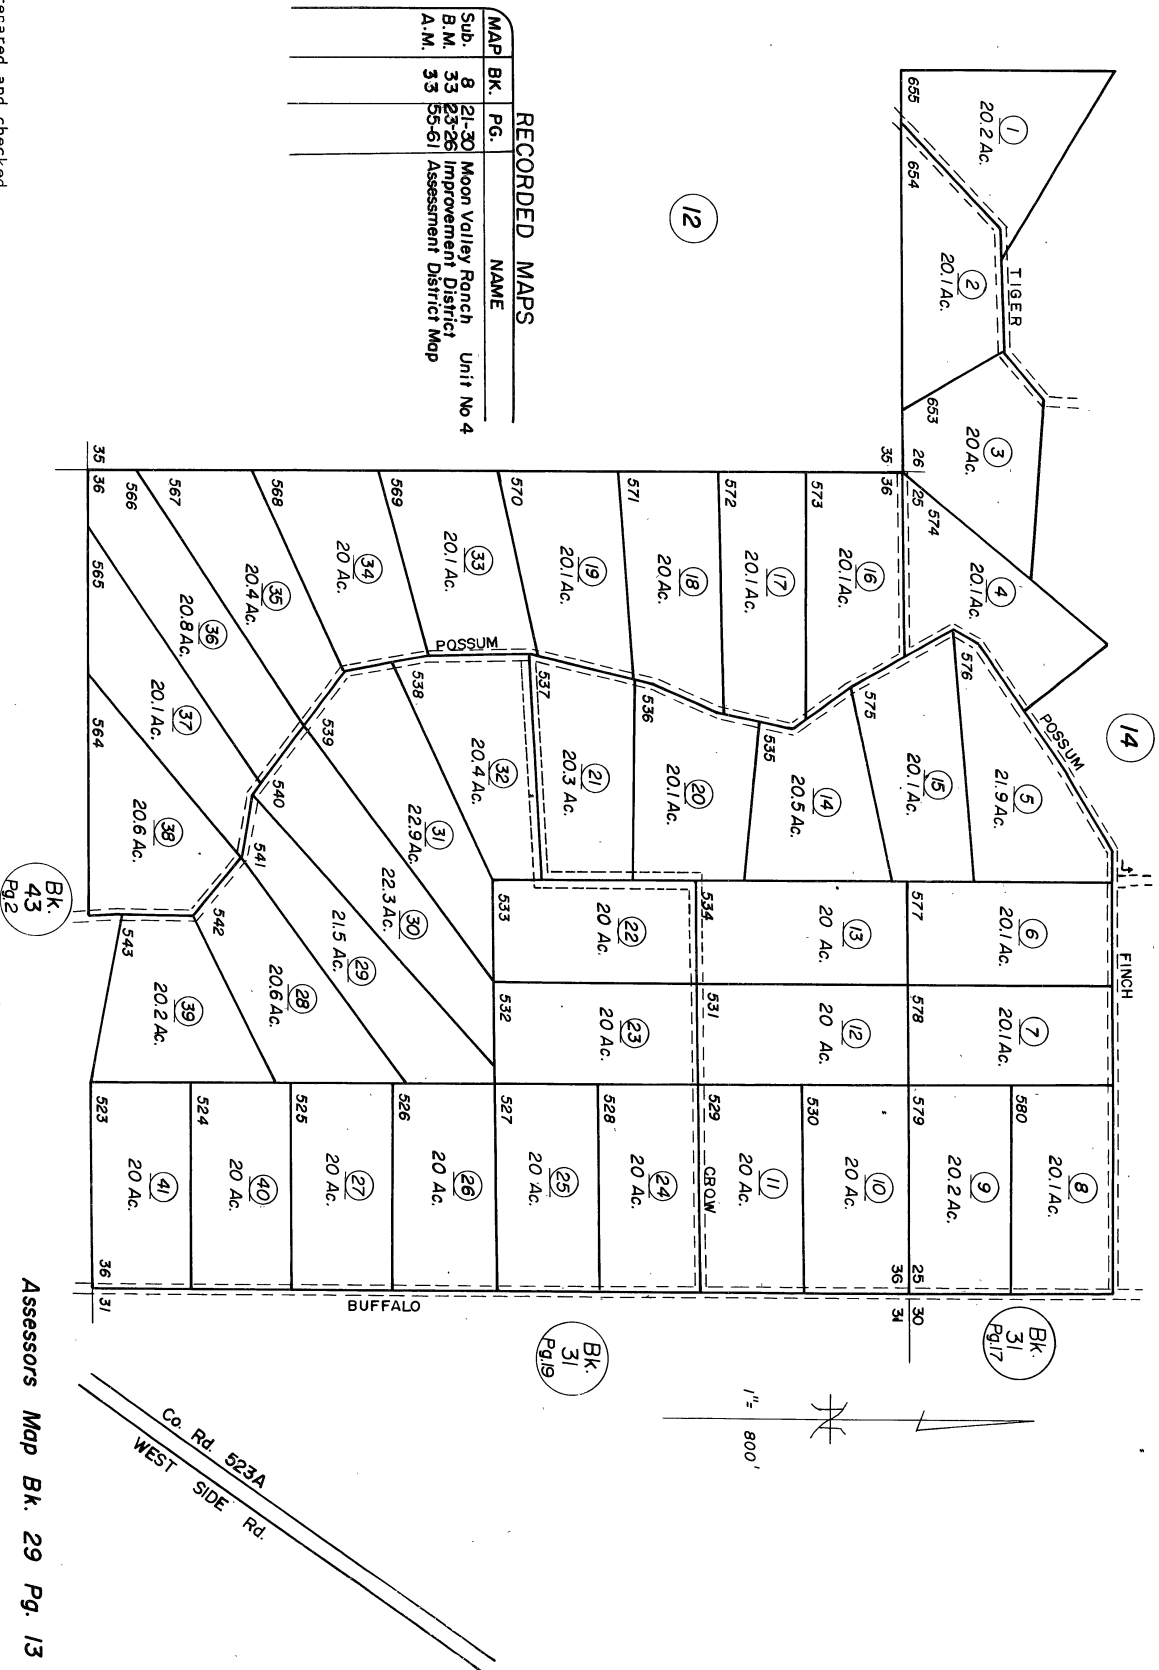 RECORDED MAPS
MAP BK. PG. NAME
Sub. 8 21-30 Moon Valley Ranch Unit No 4
B.M. 33 23-26 Improvement District
A.M. 33 55-61 Assessment District Map
prepared and checked
12
14
1
20.2 Ac.
655
654
2
20.1 Ac.
TIGER
653
3
20 Ac.
35 26
36 25
574
4
20.1 Ac.
576
POSSUM
5
21.9 Ac.
15
20.1 Ac.
575
14
20.5 Ac.
535
16
20.1 Ac.
573
17
20.1 Ac.
572
18
20 Ac.
571
19
20.1 Ac.
570
33
20.1 Ac.
569
34
20 Ac.
568
35
20.4 Ac.
567
36
20.8 Ac.
566
35
36
565
37
20.1 Ac.
564
38
20.6 Ac.
POSSUM
536
20
20.1 Ac.
537
21
20.3 Ac.
538
32
20.4 Ac.
539
31
22.9 Ac.
540
30
22.3 Ac.
541
29
21.5 Ac.
542
28
20.6 Ac.
543
39
20.2 Ac.
FINCH
577
6
20.1 Ac.
534
13
20 Ac.
533
22
20 Ac.
578
7
20.1 Ac.
531
12
20 Ac.
532
23
20 Ac.
580
8
20.1 Ac.
579
9
20.2 Ac.
530
10
20 Ac.
529
11
20 Ac.
CROW
528
24
20 Ac.
527
25
20 Ac.
526
26
20 Ac.
525
27
20 Ac.
524
40
20 Ac.
523
41
20 Ac.
25 30
36 31
36
31
BUFFALO
Bk. 43 Pg.2
Bk. 31 Pg.19
Bk. 31 Pg.17
1"= 800'
Co. Rd. 523A
WEST SIDE Rd.
Assessors Map Bk. 29 Pg. 13